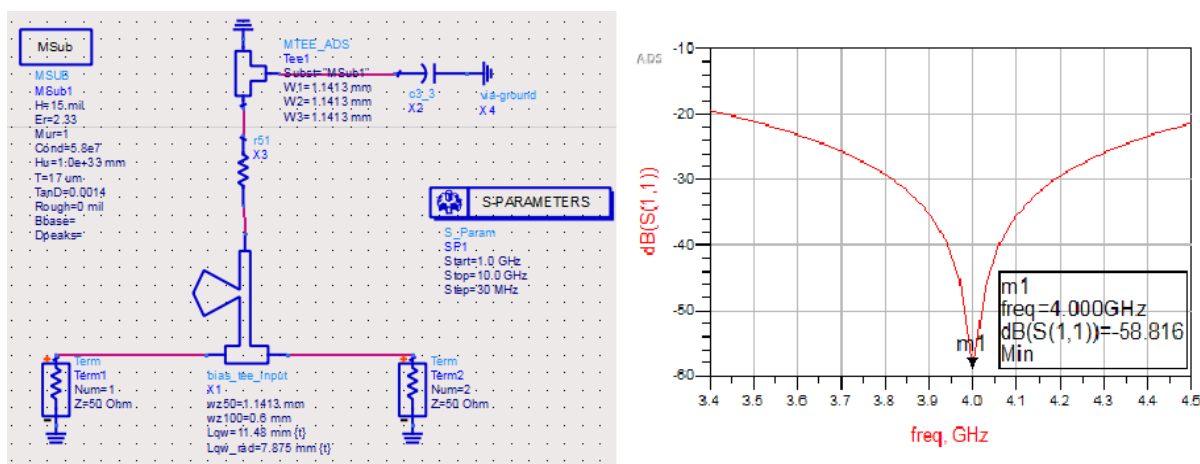 MSub
MSUB
MSub1
H=15 mil
Er=2.33
Mur=1
Cond=5.8e7
Hu=1.0e+33 mm
T=17 um
TanD=0.0014
Rough=0 mil
Bbase=
Dpeaks=
MTEE_ADS
Tee1
Subst="MSub1"
W1=1.1413 mm
W2=1.1413 mm
W3=1.1413 mm
c3_3
X2
via-ground
X4
r51
X3
S-PARAMETERS
S_Param
SP1
Start=1.0 GHz
Stop=10.0 GHz
Step=30 MHz
Term
Term1
Num=1
Z=50 Ohm
bias_tee_Input
X1
wz50=1.1413 mm
wz100=0.6 mm
Lqw=11.48 mm {t}
Lqw_rad=7.875 mm {t}
Term
Term2
Num=2
Z=50 Ohm
ADS
dB(S(1,1))
-10
-20
-30
-40
-50
-60
m1
m1
freq=4.000GHz
dB(S(1,1))=-58.816
Min
3.4 3.5 3.6 3.7 3.8 3.9 4.0 4.1 4.2 4.3 4.4 4.5
freq, GHz